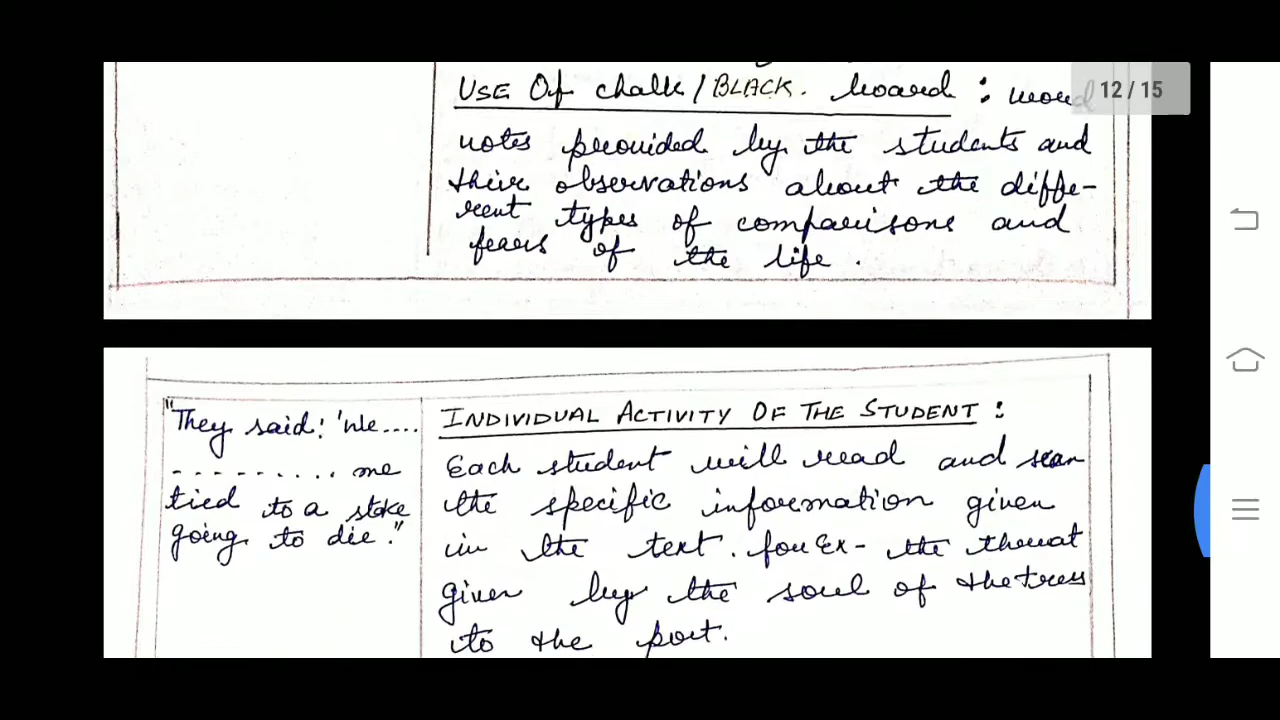 USE Of chalk/BLACK. board : word
notes provided by the students and
their observations about the diffe-
rent types of comparisons and
fears of the life .
12/15
"They said: 'We....
- - - - - - - - . . . me
tied to a stake
going to die."
INDIVIDUAL ACTIVITY OF THE STUDENT :
Each student will read and scan
the specific information given
in the text. for Ex- the threat
given by the soul of the trees
to the poet.